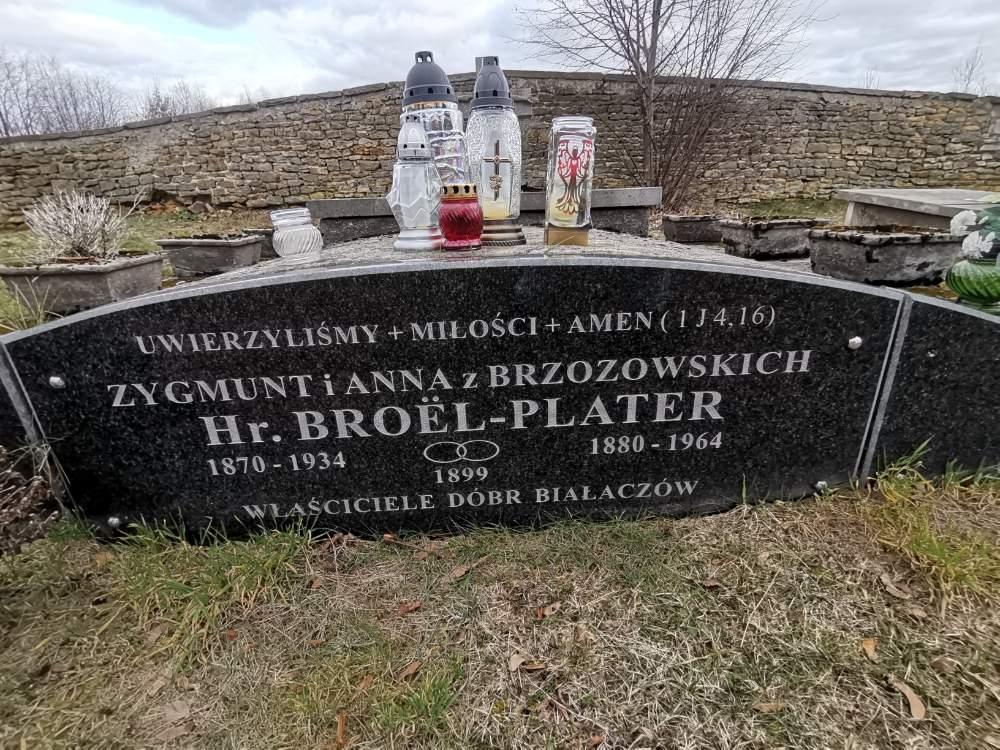 UWIERZYLIŚMY + MIŁOŚCI + AMEN ( 1 J 4, 16)
ZYGMUNT i ANNA z BRZOZOWSKICH
Hr. BROËL-PLATER
1870 - 1934 1880 - 1964
1899
WŁAŚCICIELE DÓBR BIAŁACZÓW